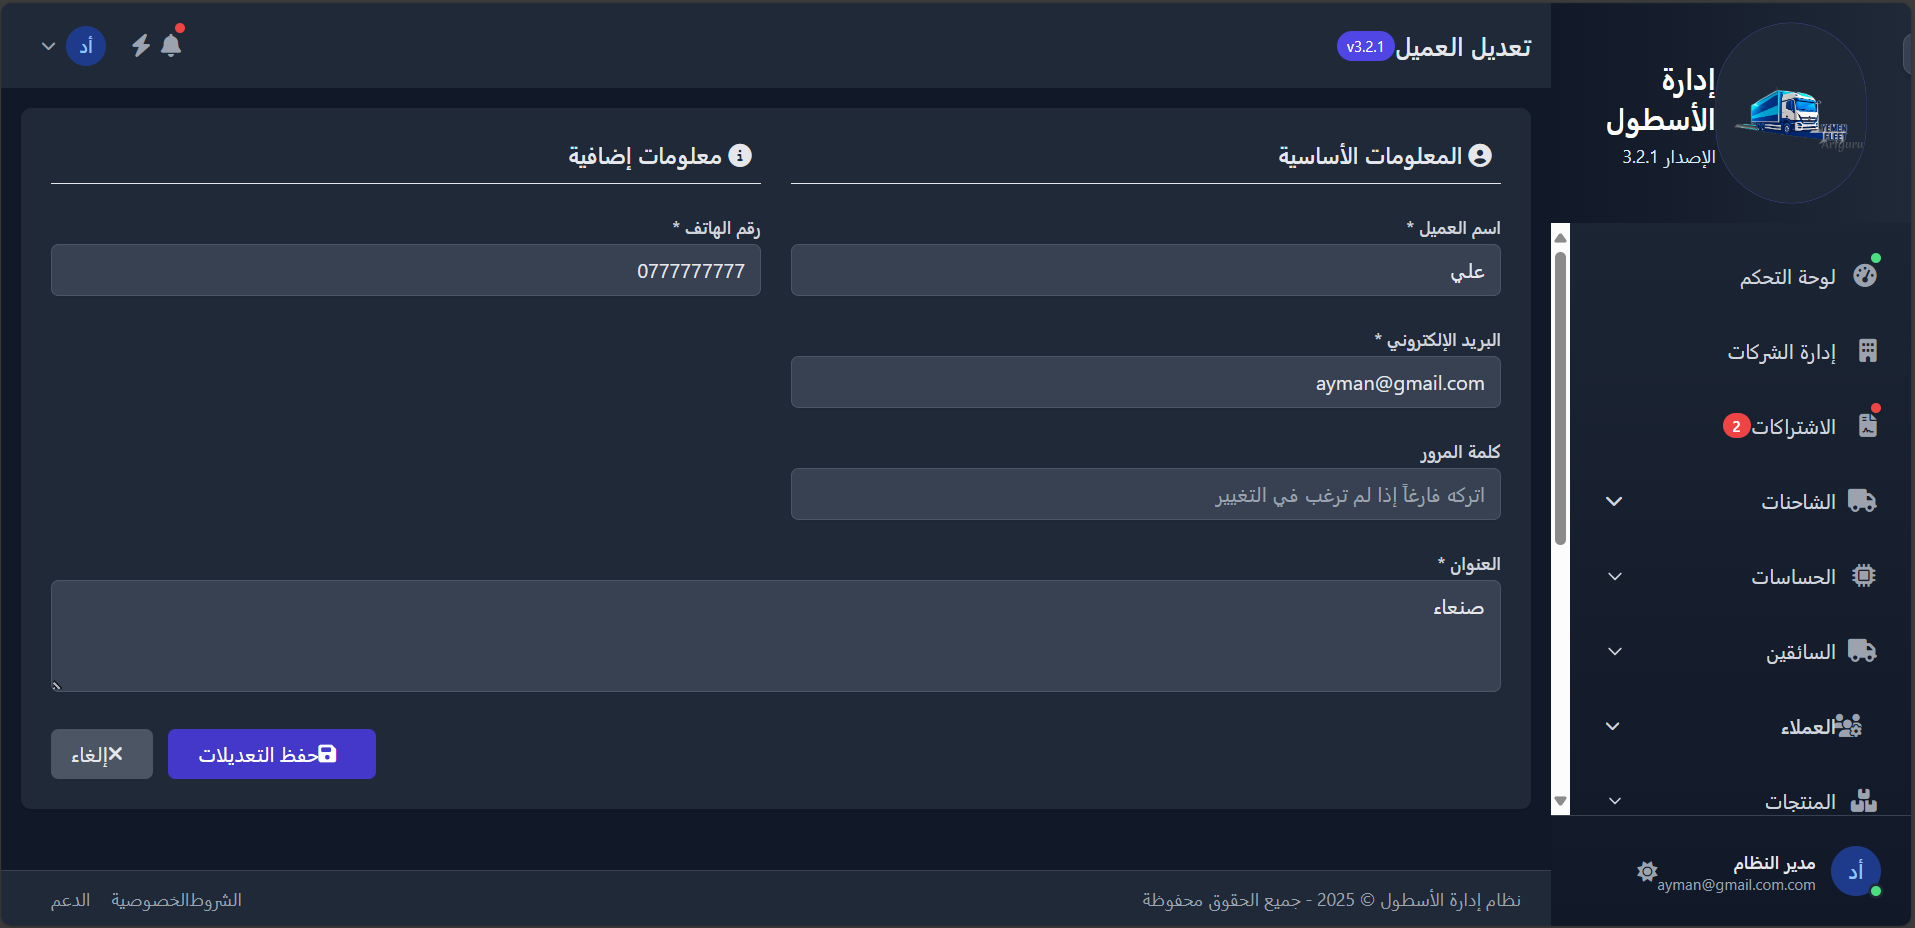 إدارة
الأسطول
الإصدار 3.2.1
YEMEN
FLEET
Artguru
لوحة التحكم
إدارة الشركات
الاشتراكات 2
الشاحنات
الحساسات
السائقين
العملاء
المنتجات
أد
مدير النظام
ayman@gmail.com.com
تعديل العميل v3.2.1
أد
المعلومات الأساسية
اسم العميل *
علي
البريد الإلكتروني *
ayman@gmail.com
كلمة المرور
اتركه فارغاً إذا لم ترغب في التغيير
معلومات إضافية
رقم الهاتف *
0777777777
العنوان *
صنعاء
حفظ التعديلات
إلغاء
نظام إدارة الأسطول © 2025 - جميع الحقوق محفوظة
الشروط الخصوصية الدعم